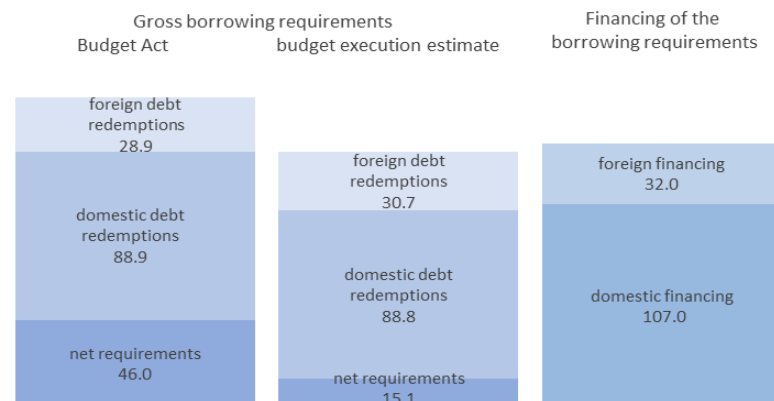 Gross borrowing requirements
Budget Act
budget execution estimate
Financing of the
borrowing requirements
foreign debt
redemptions
28.9
domestic debt
redemptions
88.9
net requirements
46.0
foreign debt
redemptions
30.7
domestic debt
redemptions
88.8
net requirements
15.1
foreign financing
32.0
domestic financing
107.0